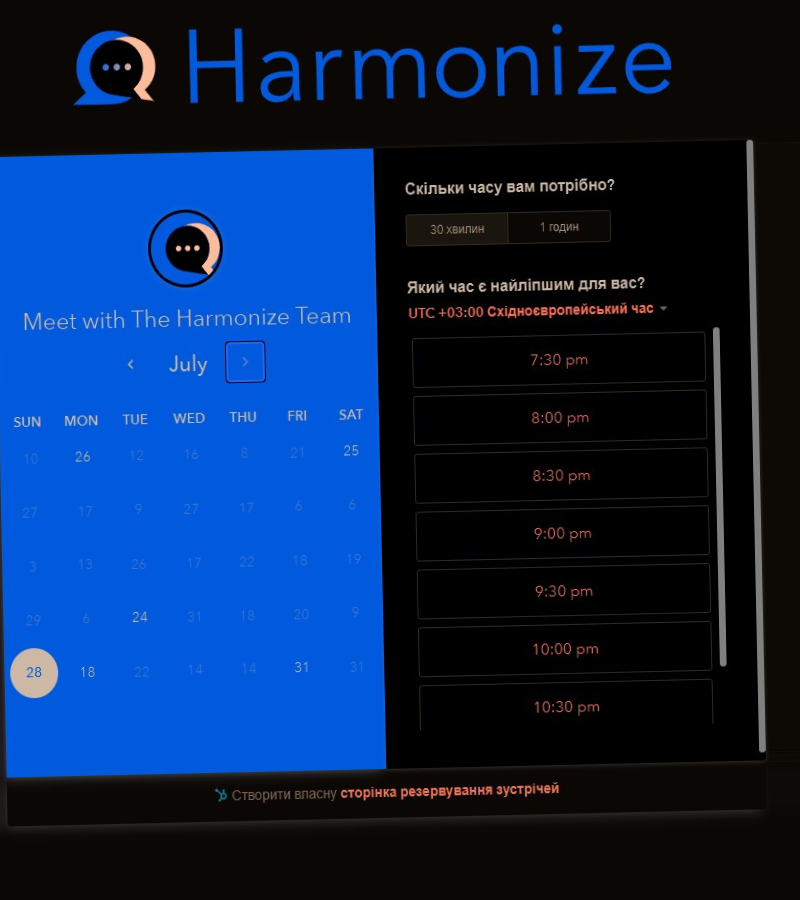 Harmonize
Meet with The Harmonize Team
July
SUN MON TUE WED THU FRI SAT
10 26 12 16 8 21 25
27 17 9 27 17 6 6
3 13 26 17 22 18 19
29 6 24 31 18 20 9
28 18 22 14 14 31 31
Скільки часу вам потрібно?
30 хвилин 1 годин
Який час є найліпшим для вас?
UTC +03:00 Східноєвропейський час
7:30 pm
8:00 pm
8:30 pm
9:00 pm
9:30 pm
10:00 pm
10:30 pm
Створити власну сторінка резервування зустрічей